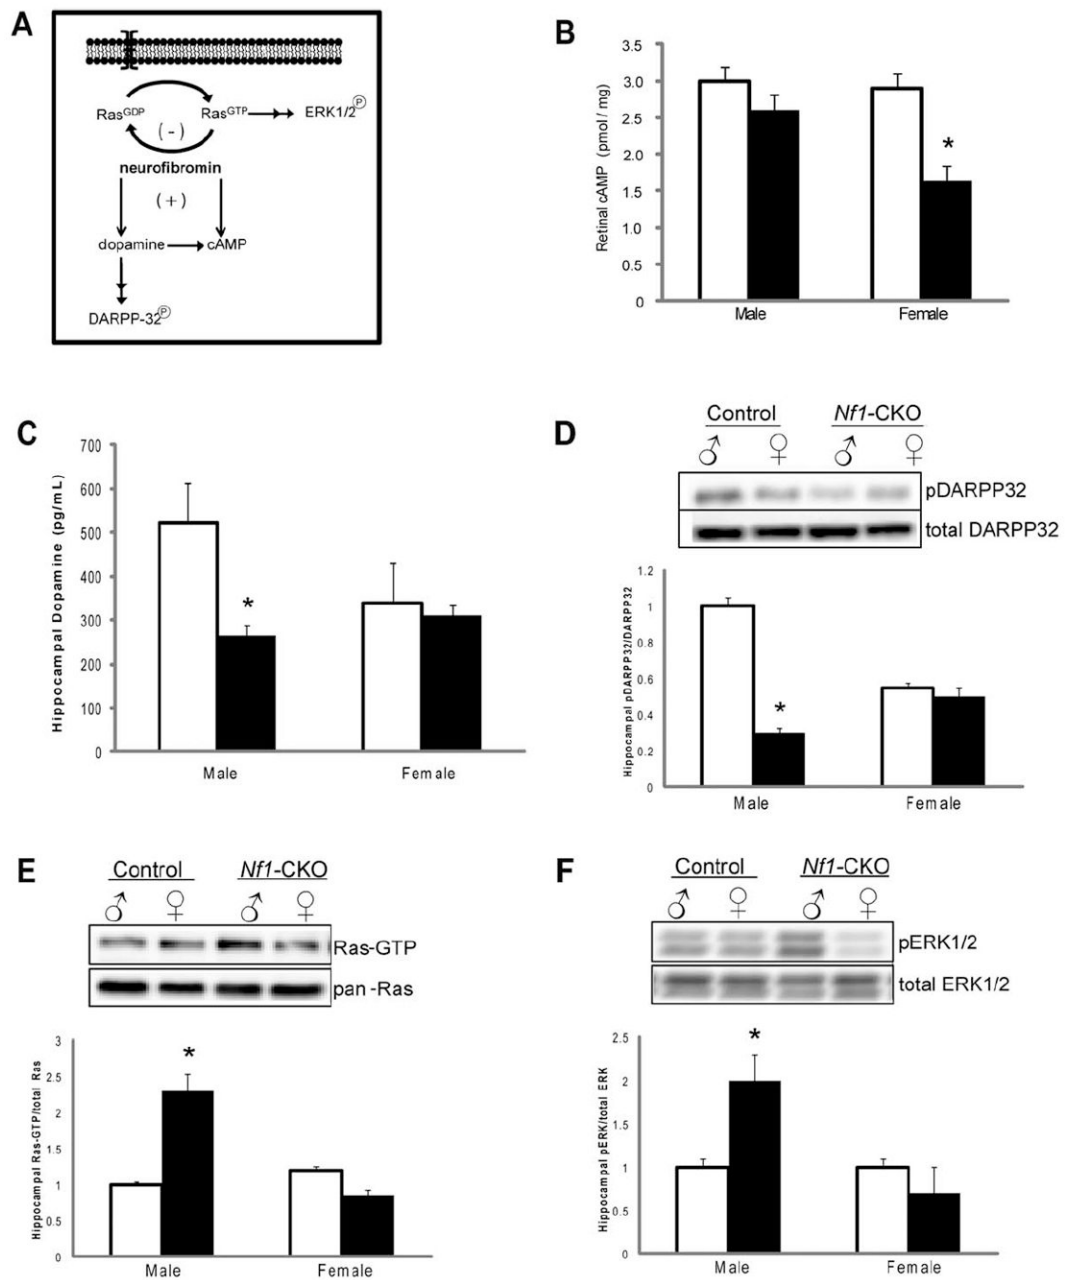 A
Ras^GDP Ras^GTP ERK1/2 P
(-)
neurofibromin
(+)
dopamine cAMP
DARPP-32 P
B
Retinal cAMP (pmol / mg)
3.5
3.0
2.5
2.0
1.5
1.0
0.5
0
*
Male Female
C
Hippocampal Dopamine (pg/mL)
700
600
500
400
300
200
100
0
*
Male Female
D
Control Nf1-CKO
♂ ♀ ♂ ♀
pDARPP32
total DARPP32
Hippocampal pDARPP32/DARPP32
1.2
1
0.8
0.6
0.4
0.2
0
*
Male Female
E
Control Nf1-CKO
♂ ♀ ♂ ♀
Ras-GTP
pan -Ras
Hippocampal Ras-GTP/total Ras
3
2.5
2
1.5
1
0.5
0
*
Male Female
F
Control Nf1-CKO
♂ ♀ ♂ ♀
pERK1/2
total ERK1/2
Hippocampal pERK/total ERK
2.5
2
1.5
1
0.5
0
*
Male Female